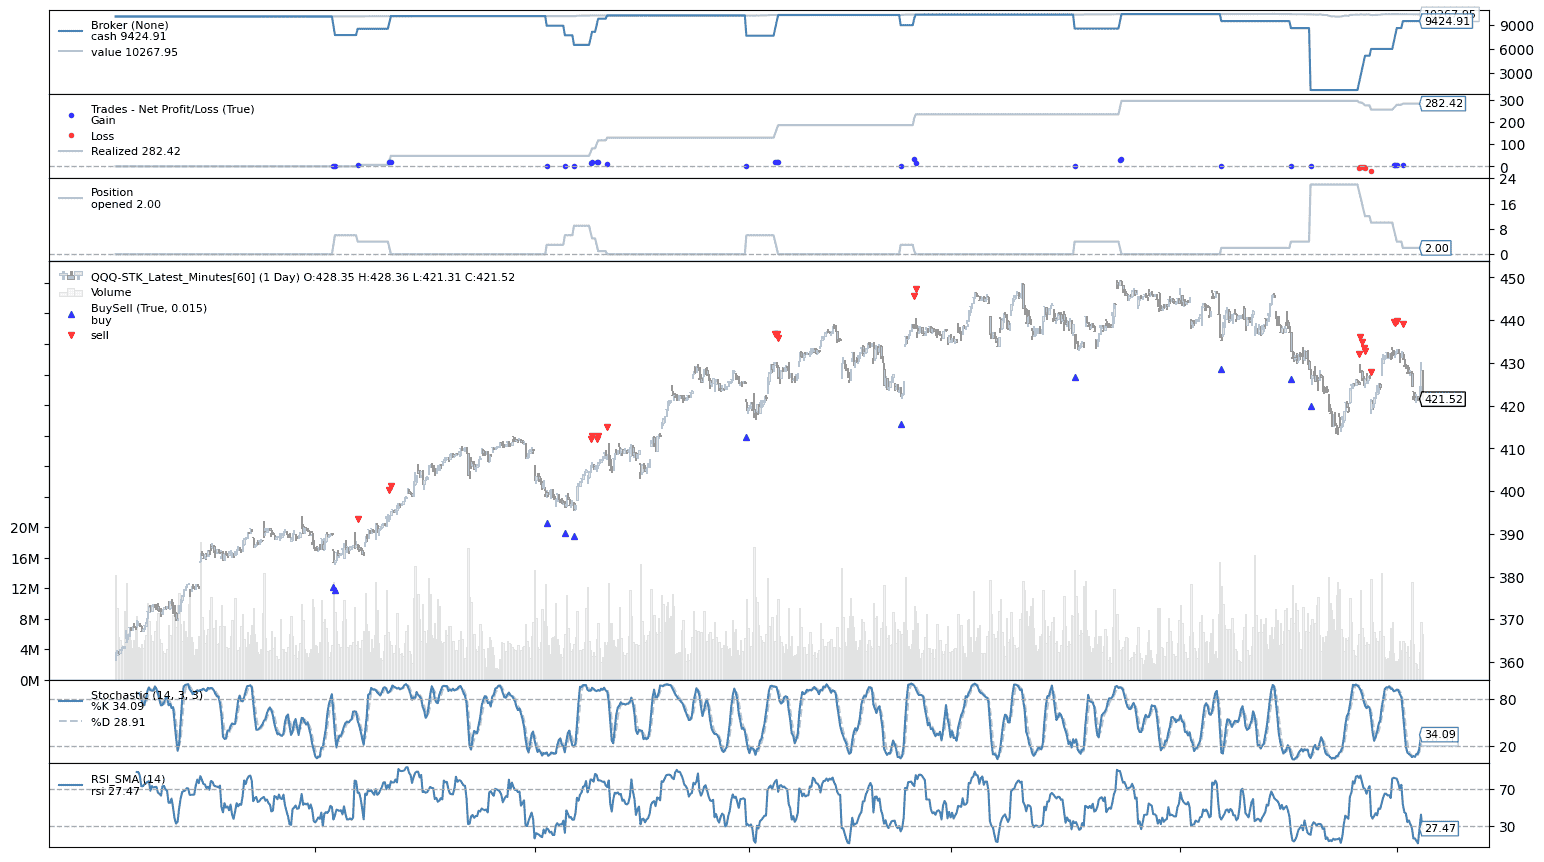 Broker (None)
cash 9424.91
value 10267.95
10267.95
9424.91
9000
6000
3000
Trades - Net Profit/Loss (True)
Gain
Loss
Realized 282.42
282.42
300
200
100
0
Position
opened 2.00
2.00
24
16
8
0
QQQ-STK_Latest_Minutes[60] (1 Day) O:428.35 H:428.36 L:421.31 C:421.52
Volume
BuySell (True, 0.015)
buy
sell
421.52
450
440
430
420
410
400
390
380
370
360
20M
16M
12M
8M
4M
0M
Stochastic (14, 3, 3)
%K 34.09
%D 28.91
34.09
80
20
RSI_SMA (14)
rsi 27.47
27.47
70
30